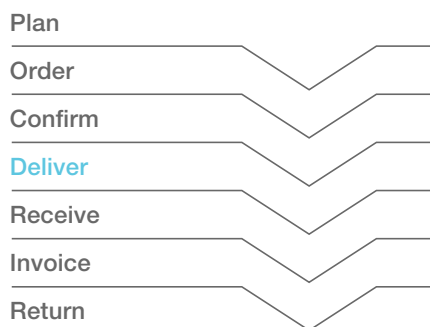 Plan
Order
Confirm
Deliver
Receive
Invoice
Return